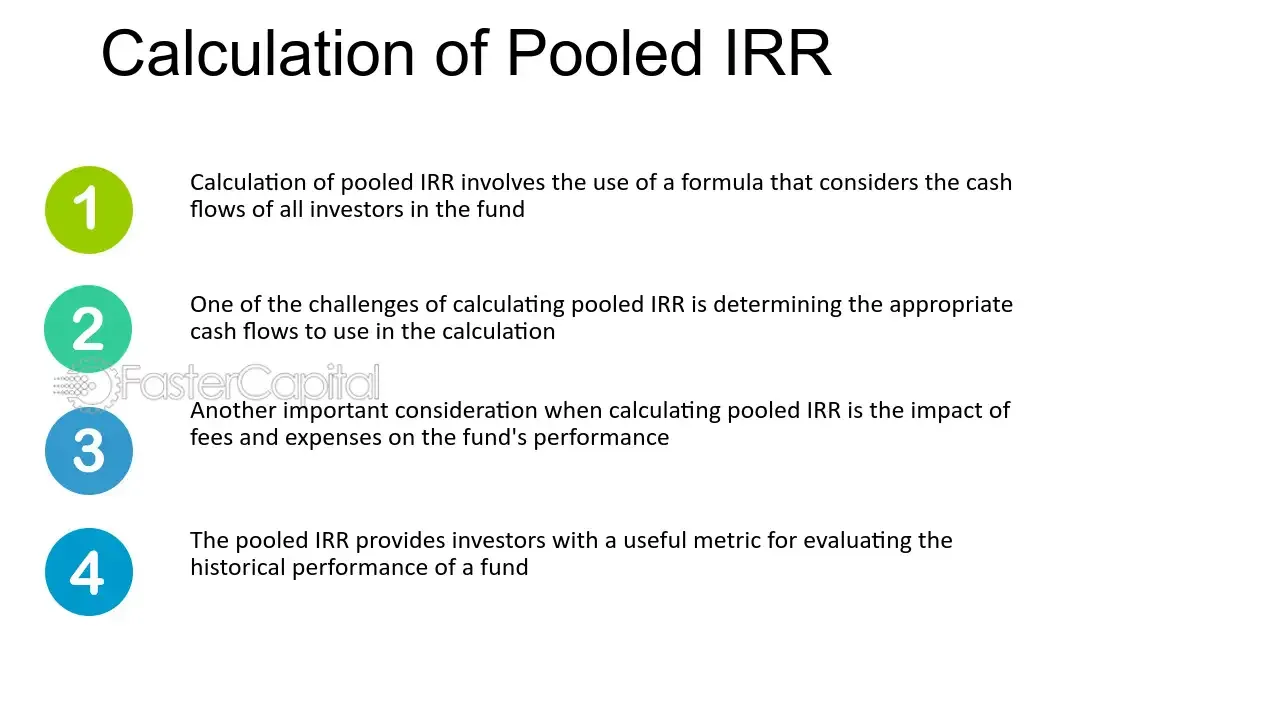 Calculation of Pooled IRR
1
Calculation of pooled IRR involves the use of a formula that considers the cash
flows of all investors in the fund
2
One of the challenges of calculating pooled IRR is determining the appropriate
cash flows to use in the calculation
FasterCapital
3
Another important consideration when calculating pooled IRR is the impact of
fees and expenses on the fund's performance
4
The pooled IRR provides investors with a useful metric for evaluating the
historical performance of a fund